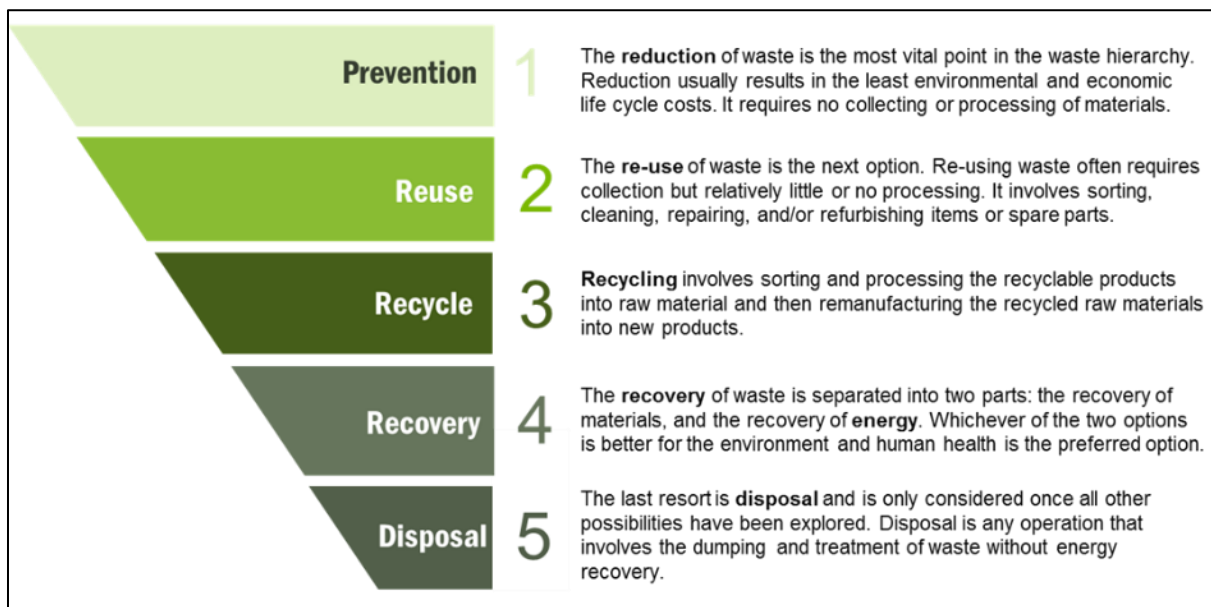 Prevention
1
The reduction of waste is the most vital point in the waste hierarchy.
Reduction usually results in the least environmental and economic
life cycle costs. It requires no collecting or processing of materials.
Reuse
2
The re-use of waste is the next option. Re-using waste often requires
collection but relatively little or no processing. It involves sorting,
cleaning, repairing, and/or refurbishing items or spare parts.
Recycle
3
Recycling involves sorting and processing the recyclable products
into raw material and then remanufacturing the recycled raw materials
into new products.
Recovery
4
The recovery of waste is separated into two parts: the recovery of
materials, and the recovery of energy. Whichever of the two options
is better for the environment and human health is the preferred option.
Disposal
5
The last resort is disposal and is only considered once all other
possibilities have been explored. Disposal is any operation that
involves the dumping and treatment of waste without energy
recovery.